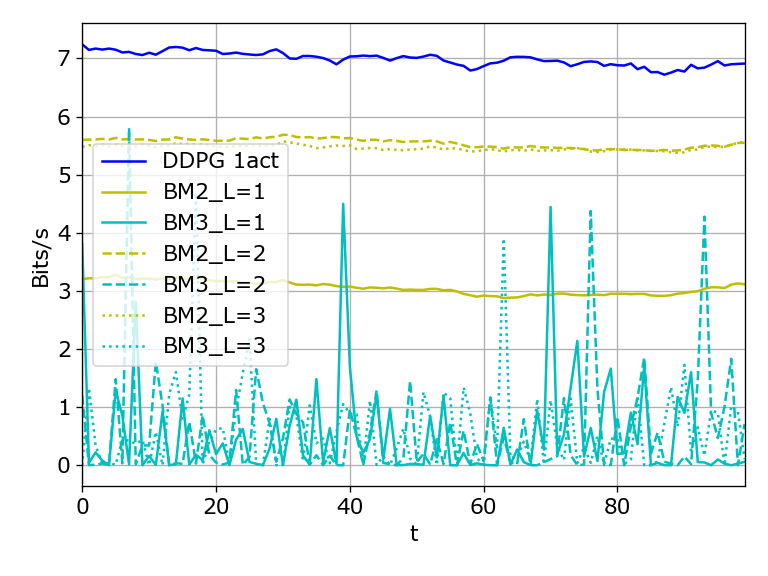 7
6
5
4
3
2
1
0
Bits/s
DDPG 1act
BM2_L=1
BM3_L=1
BM2_L=2
BM3_L=2
BM2_L=3
BM3_L=3
0 20 40 60 80
t